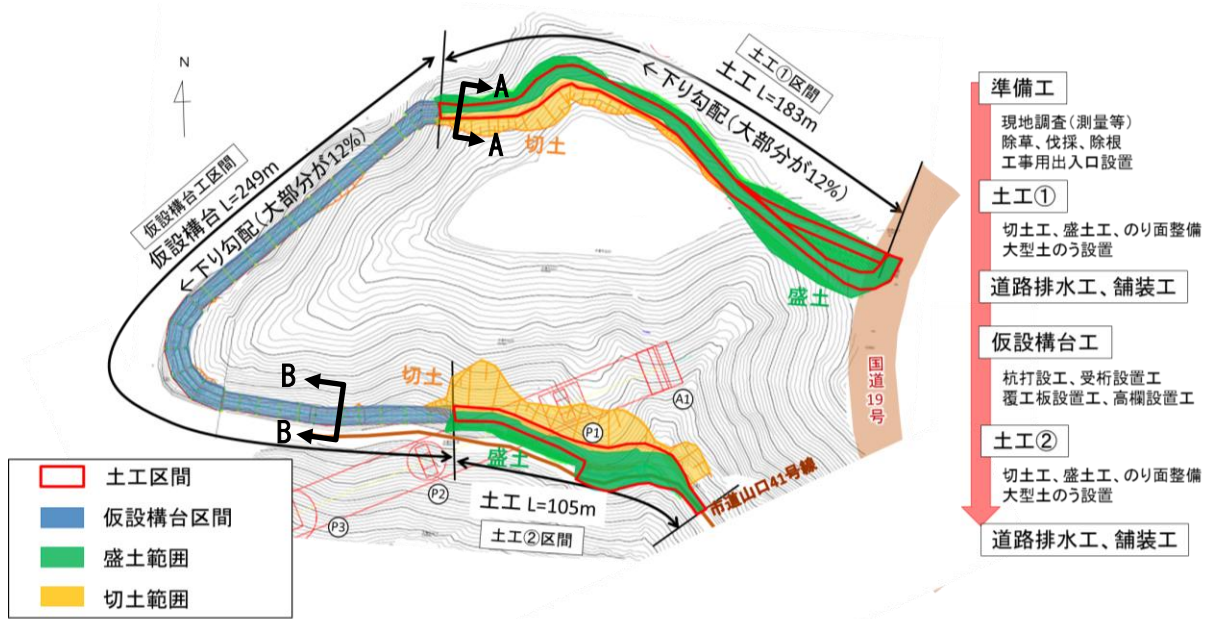 N
仮設構台工区間
仮設構台 L=249m
←下り勾配(大部分が12%)
土工①区間
土工 L=183m
←下り勾配(大部分が12%)
A
A
切土
盛土
国道19号
B
B
切土
盛土
A1
P1
P2
P3
土工 L=105m
土工②区間
市道山口41号線
土工区間
仮設構台区間
盛土範囲
切土範囲
準備工
現地調査(測量等)
除草、伐採、除根
工事用出入口設置
土工①
切土工、盛土工、のり面整備
大型土のう設置
道路排水工、舗装工
仮設構台工
杭打設工、受桁設置工
覆工板設置工、高欄設置工
土工②
切土工、盛土工、のり面整備
大型土のう設置
道路排水工、舗装工